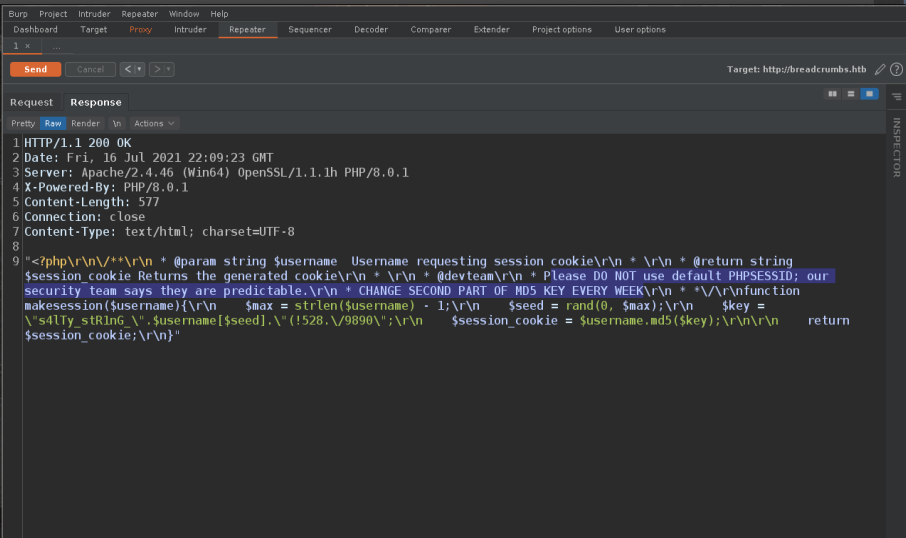 Burp Project Intruder Repeater Window Help
Dashboard Target Proxy Intruder Repeater Sequencer Decoder Comparer Extender Project options User options
1 × ...
Send Cancel < > Target: http://breadcrumbs.htb
Request Response
Pretty Raw Render \n Actions
INSPECTOR
1 HTTP/1.1 200 OK
2 Date: Fri, 16 Jul 2021 22:09:23 GMT
3 Server: Apache/2.4.46 (Win64) OpenSSL/1.1.1h PHP/8.0.1
4 X-Powered-By: PHP/8.0.1
5 Content-Length: 577
6 Connection: close
7 Content-Type: text/html; charset=UTF-8
8
9 "<?php\r\n\/**\r\n * @param string $username  Username requesting session cookie\r\n * \r\n * @return string
$session_cookie Returns the generated cookie\r\n * \r\n * @devteam\r\n * Please DO NOT use default PHPSESSID; our
security team says they are predictable.\r\n * CHANGE SECOND PART OF MD5 KEY EVERY WEEK\r\n * *\/\r\nfunction
makesession($username){\r\n    $max = strlen($username) - 1;\r\n    $seed = rand(0, $max);\r\n    $key =
\"s4lTy_stR1nG_\".$username[$seed].\"(!528.\/9890\";\r\n    $session_cookie = $username.md5($key);\r\n\r\n    return
$session_cookie;\r\n}"